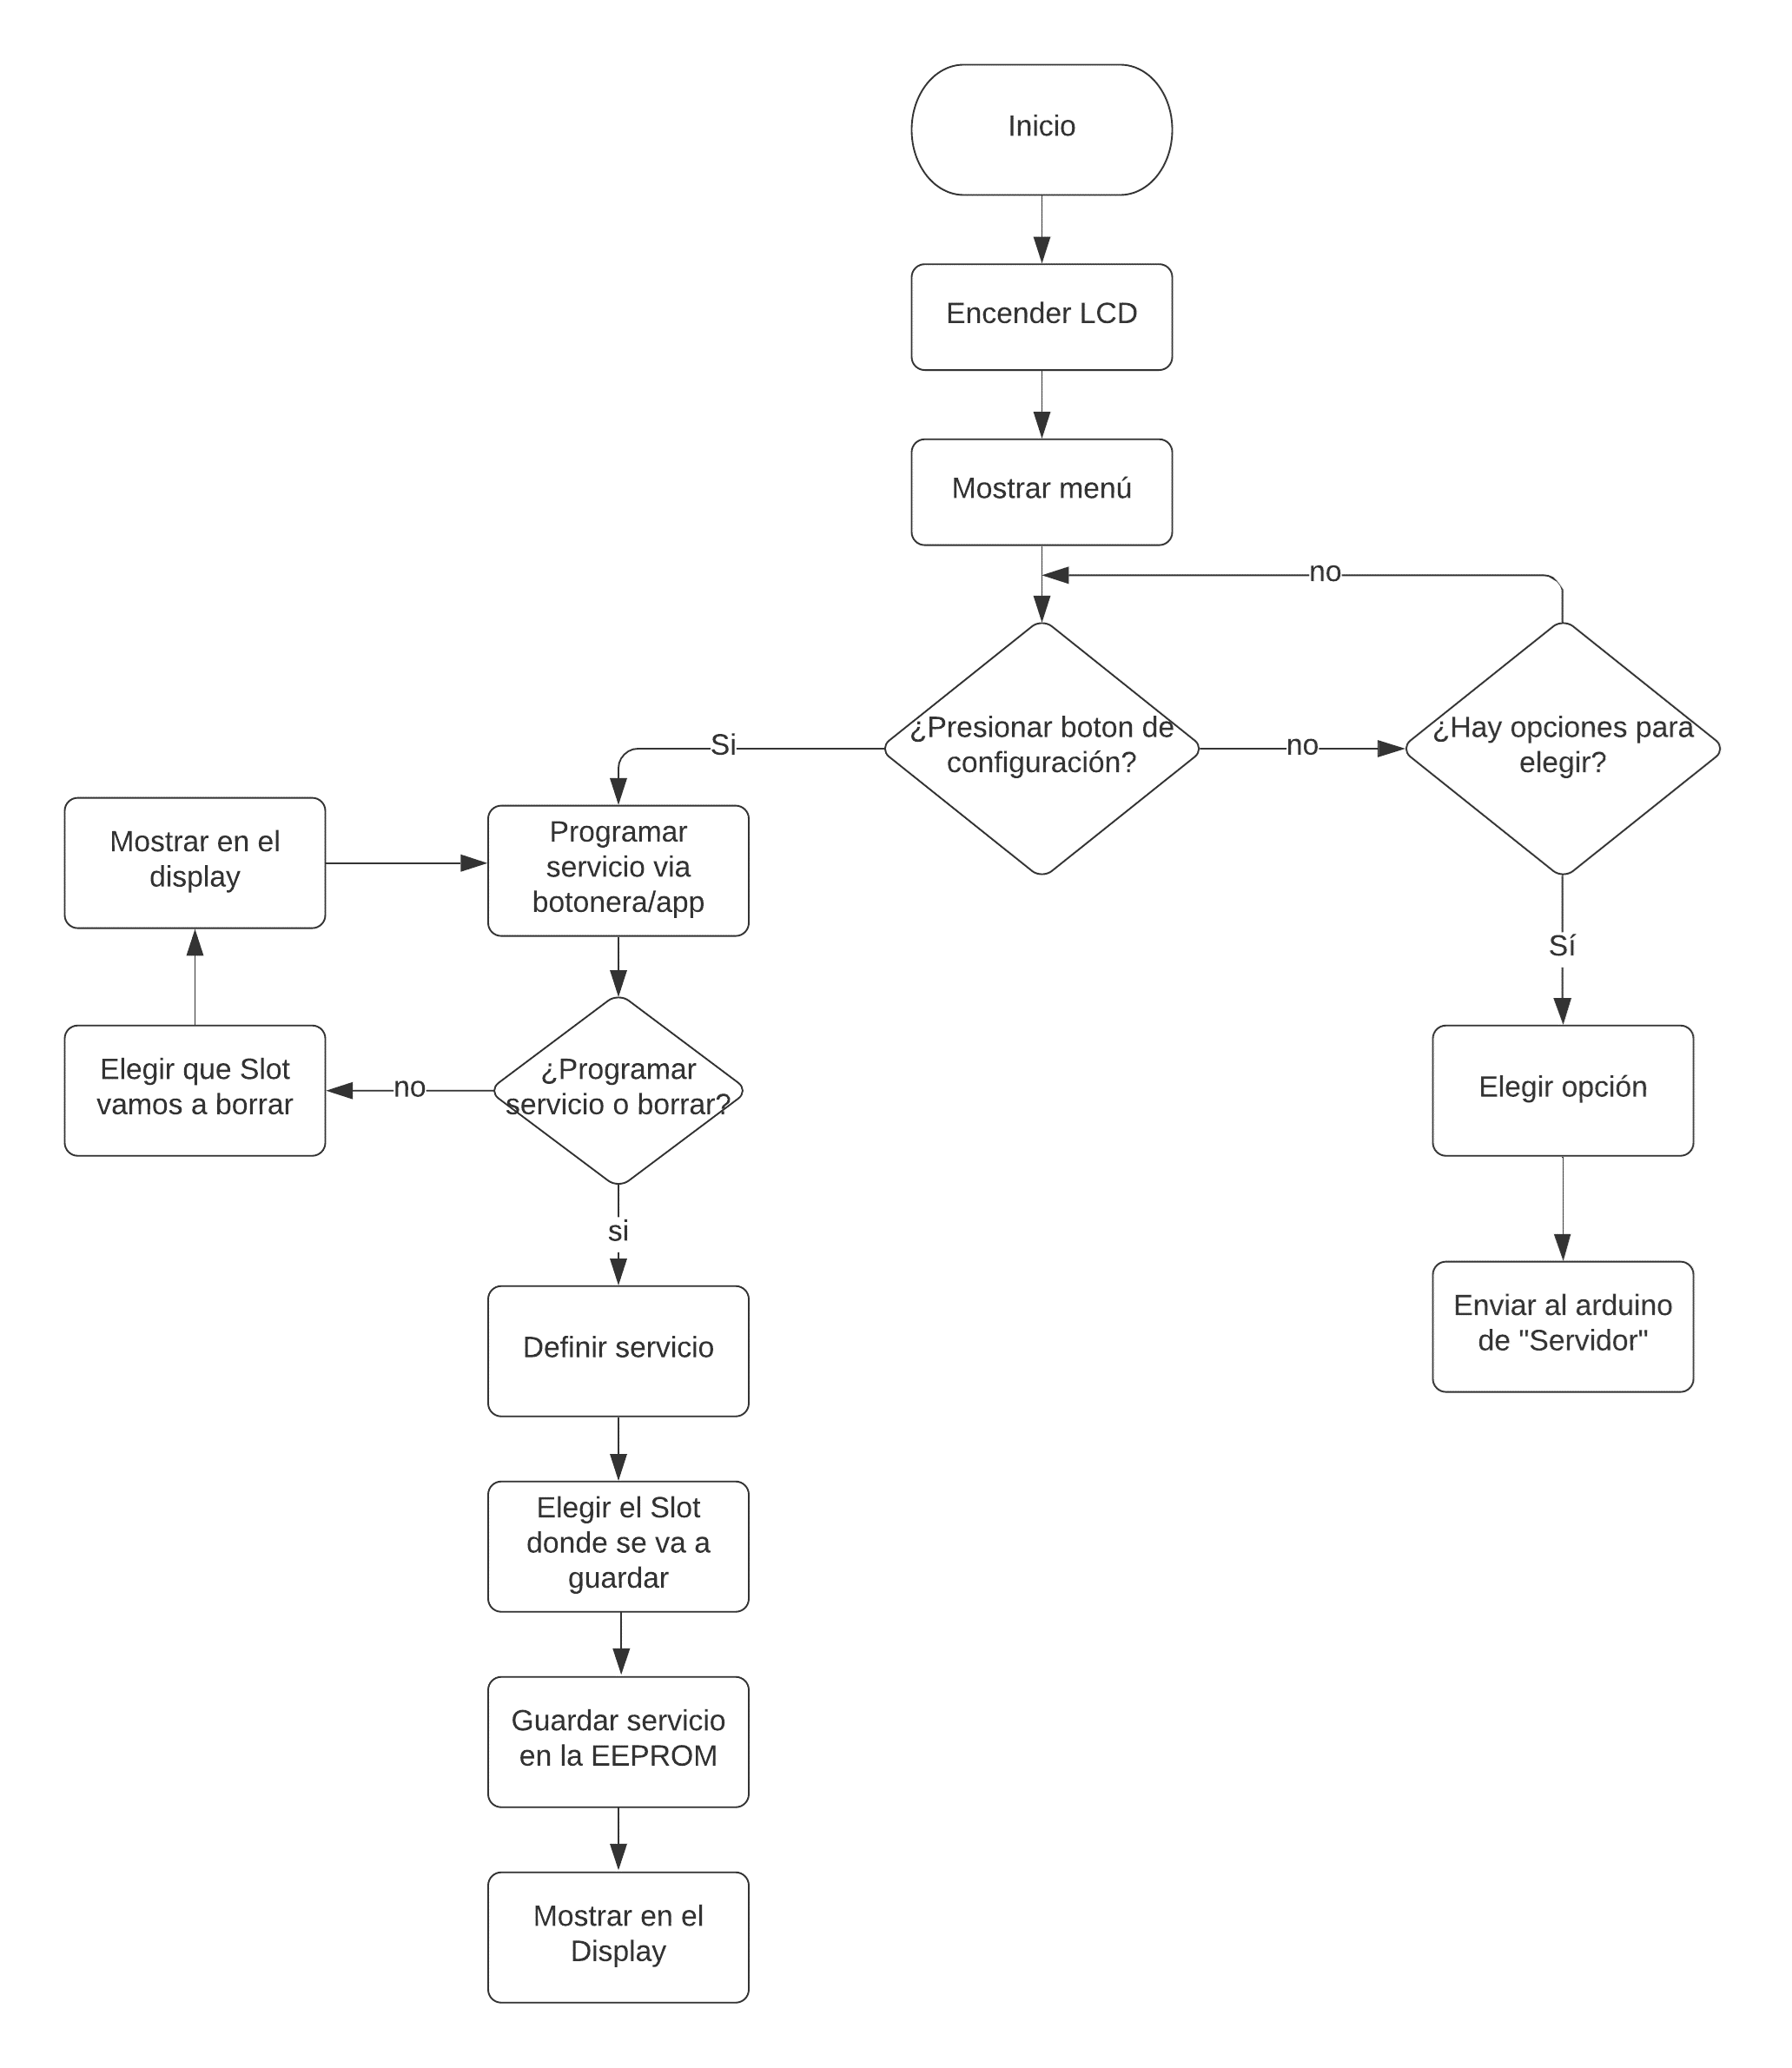 Inicio
Encender LCD
Mostrar menú
no
¿Presionar boton de
configuración?
Si
no
¿Hay opciones para
elegir?
Sí
Elegir opción
Enviar al arduino
de "Servidor"
Programar
servicio via
botonera/app
¿Programar
servicio o borrar?
no
Elegir que Slot
vamos a borrar
Mostrar en el
display
si
Definir servicio
Elegir el Slot
donde se va a
guardar
Guardar servicio
en la EEPROM
Mostrar en el
Display